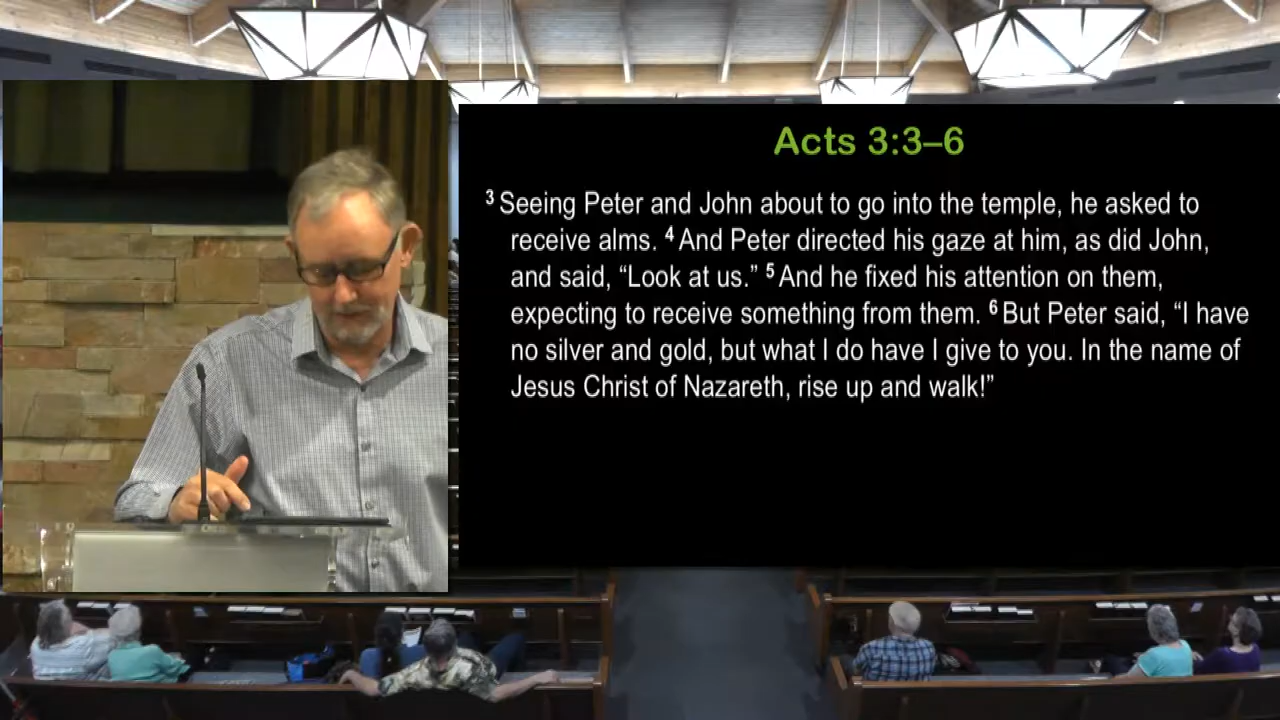 Acts 3:3–6
³ Seeing Peter and John about to go into the temple, he asked to
receive alms. ⁴ And Peter directed his gaze at him, as did John,
and said, “Look at us.” ⁵ And he fixed his attention on them,
expecting to receive something from them. ⁶ But Peter said, “I have
no silver and gold, but what I do have I give to you. In the name of
Jesus Christ of Nazareth, rise up and walk!”